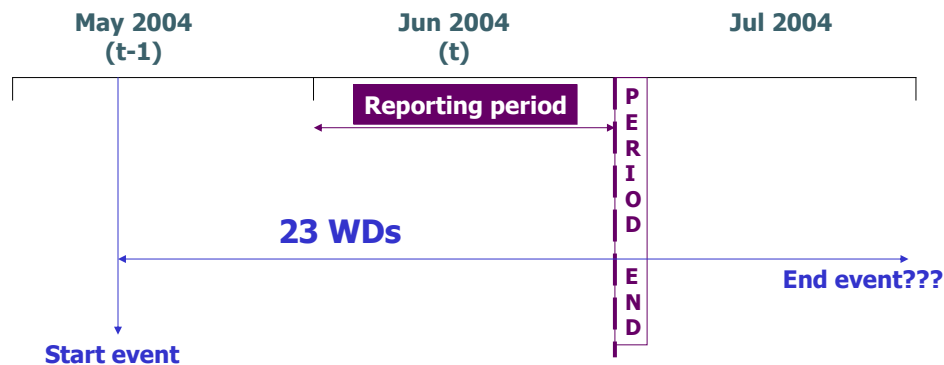 May 2004
(t-1)
Jun 2004
(t)
Jul 2004
Reporting period
P
E
R
I
O
D
E
N
D
23 WDs
End event???
Start event